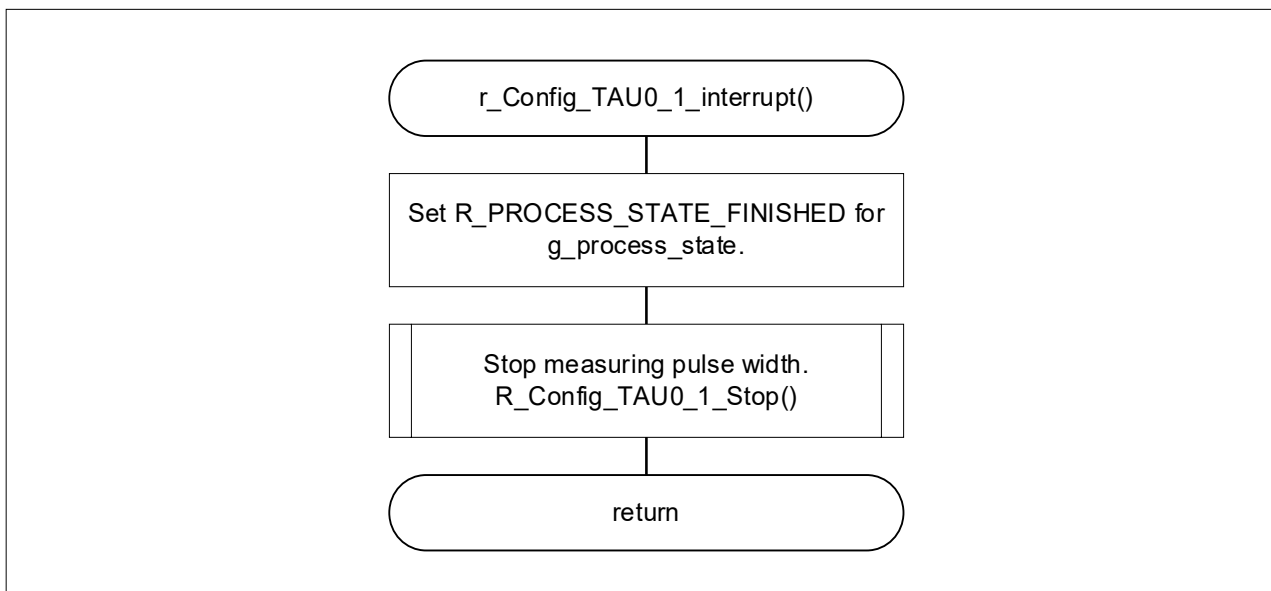 r_Config_TAU0_1_interrupt()
Set R_PROCESS_STATE_FINISHED for
g_process_state.
Stop measuring pulse width.
R_Config_TAU0_1_Stop()
return